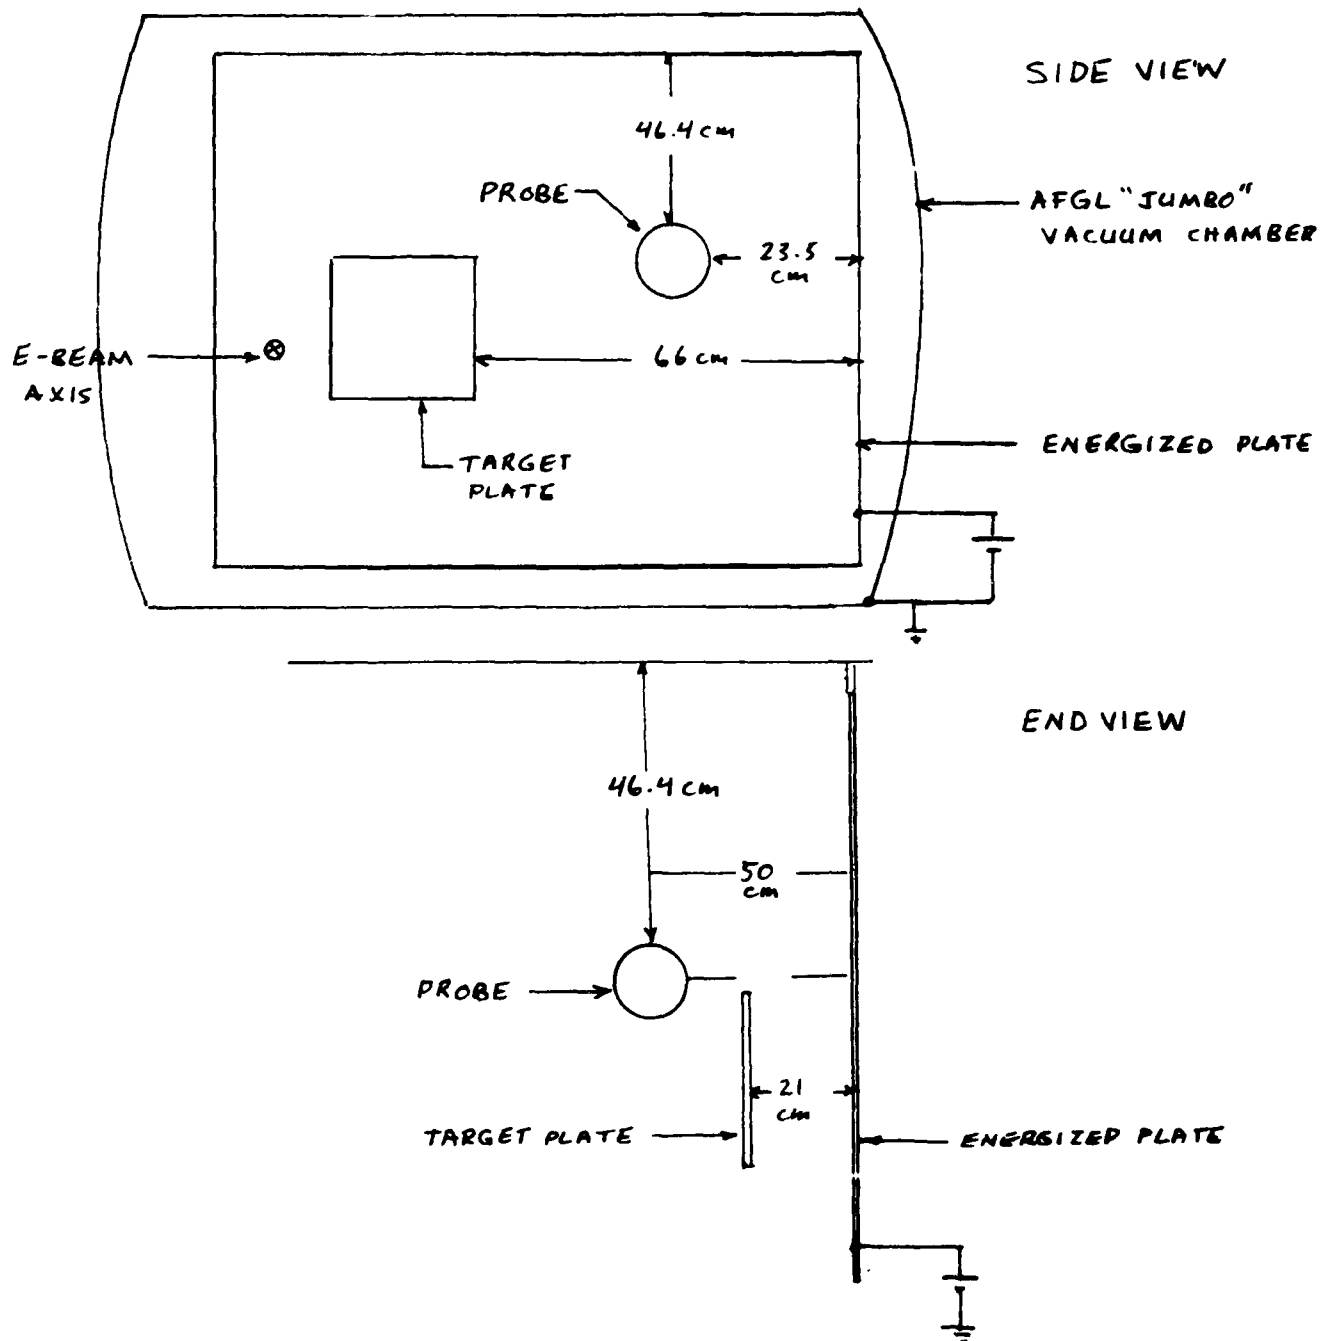 SIDE VIEW
46.4 cm
PROBE
AFGL "JUMBO"
VACUUM CHAMBER
23.5
cm
E-BEAM
AXIS
66 cm
TARGET
PLATE
ENERGIZED PLATE
END VIEW
46.4 cm
50
cm
PROBE
21
cm
TARGET PLATE
ENERGIZED PLATE